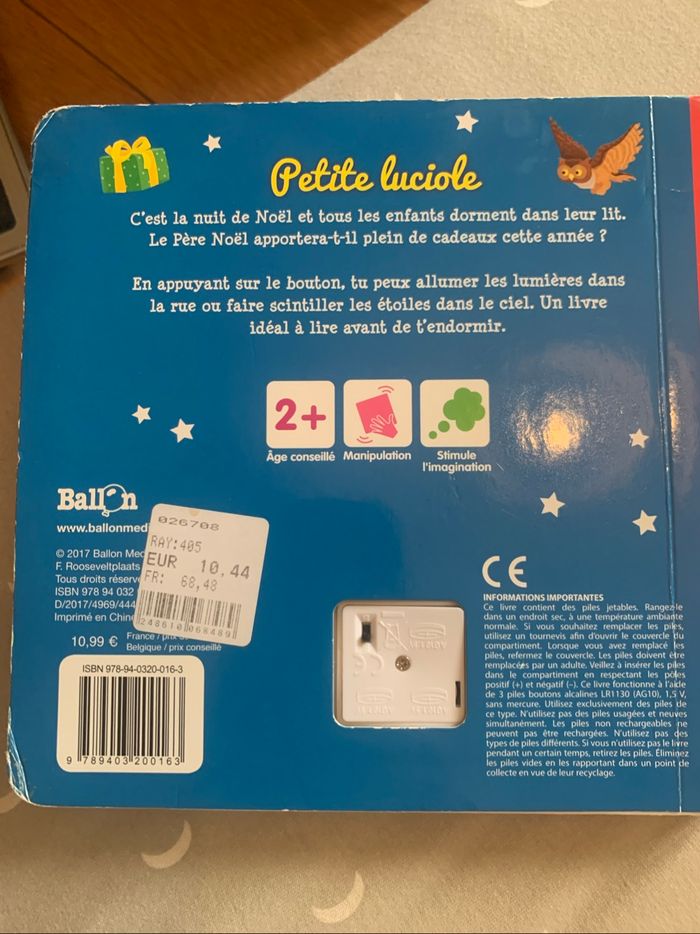 Petite luciole
C'est la nuit de Noël et tous les enfants dorment dans leur lit.
Le Père Noël apportera-t-il plein de cadeaux cette année ?
En appuyant sur le bouton, tu peux allumer les lumières dans
la rue ou faire scintiller les étoiles dans le ciel. Un livre
idéal à lire avant de t'endormir.
2+
Âge conseillé
Manipulation
Stimule
l'imagination
Ballon
www.ballonmed
© 2017 Ballon Med
F. Rooseveltplaats
Tous droits réserv
ISBN 978 94 032
D/2017/4969/444
Imprimé en Chin
10,99 €
France / prix
Belgique / prix conseillé
026708
RAY:405
EUR 10,44
FR: 68,48
248610 068489
ISBN 978-94-0320-016-3
9 789403 200163
CE
INFORMATIONS IMPORTANTES
Ce livre contient des piles jetables. Rangez-le
dans un endroit sec, à une température ambiante
normale. Si vous souhaitez remplacer les piles,
utilisez un tournevis afin d'ouvrir le couvercle du
compartiment. Lorsque vous avez remplacé les
piles, refermez le couvercle. Les piles doivent être
remplacées par un adulte. Veillez à insérer les piles
dans le compartiment en respectant les pôles
positif (+) et négatif (–). Ce livre fonctionne à l'aide
de 3 piles boutons alcalines LR1130 (AG10), 1,5 V,
sans mercure. Utilisez exclusivement des piles de
ce type. N'utilisez pas des piles usagées et neuves
simultanément. Les piles non rechargeables ne
peuvent pas être rechargées. N'utilisez pas des
types de piles différents. Si vous n'utilisez pas le livre
pendant un certain temps, retirez les piles. Éliminez
les piles vides en les rapportant dans un point de
collecte en vue de leur recyclage.